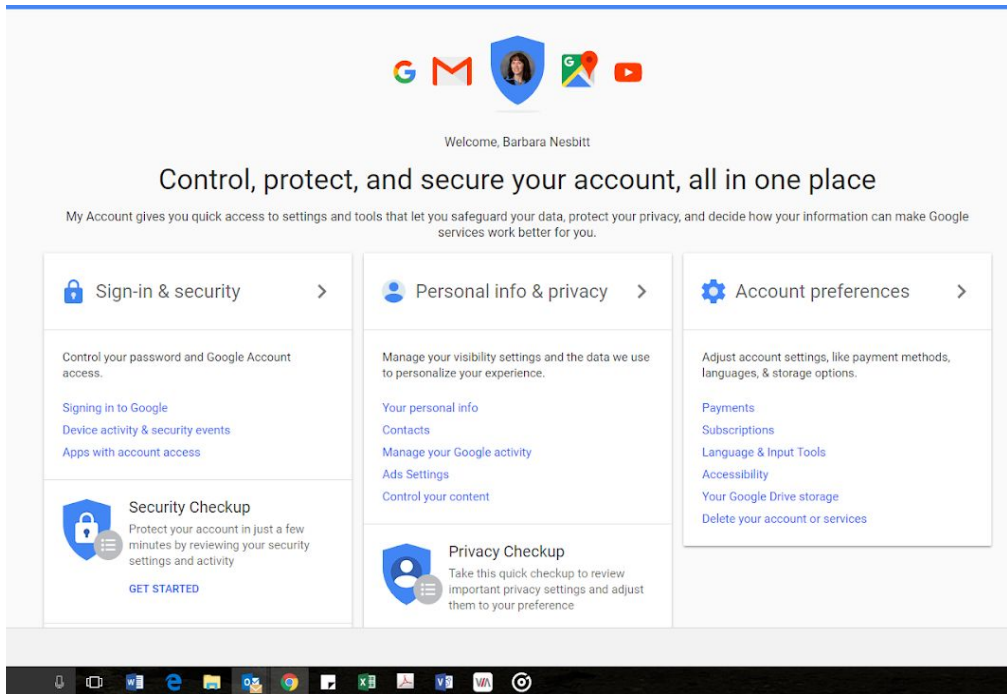 Welcome, Barbara Nesbitt
Control, protect, and secure your account, all in one place
My Account gives you quick access to settings and tools that let you safeguard your data, protect your privacy, and decide how your information can make Google
services work better for you.
Sign-in & security
Control your password and Google Account
access.
Signing in to Google
Device activity & security events
Apps with account access
Security Checkup
Protect your account in just a few
minutes by reviewing your security
settings and activity
GET STARTED
Personal info & privacy
Manage your visibility settings and the data we use
to personalize your experience.
Your personal info
Contacts
Manage your Google activity
Ads Settings
Control your content
Privacy Checkup
Take this quick checkup to review
important privacy settings and adjust
them to your preference
Account preferences
Adjust account settings, like payment methods,
languages, & storage options.
Payments
Subscriptions
Language & Input Tools
Accessibility
Your Google Drive storage
Delete your account or services